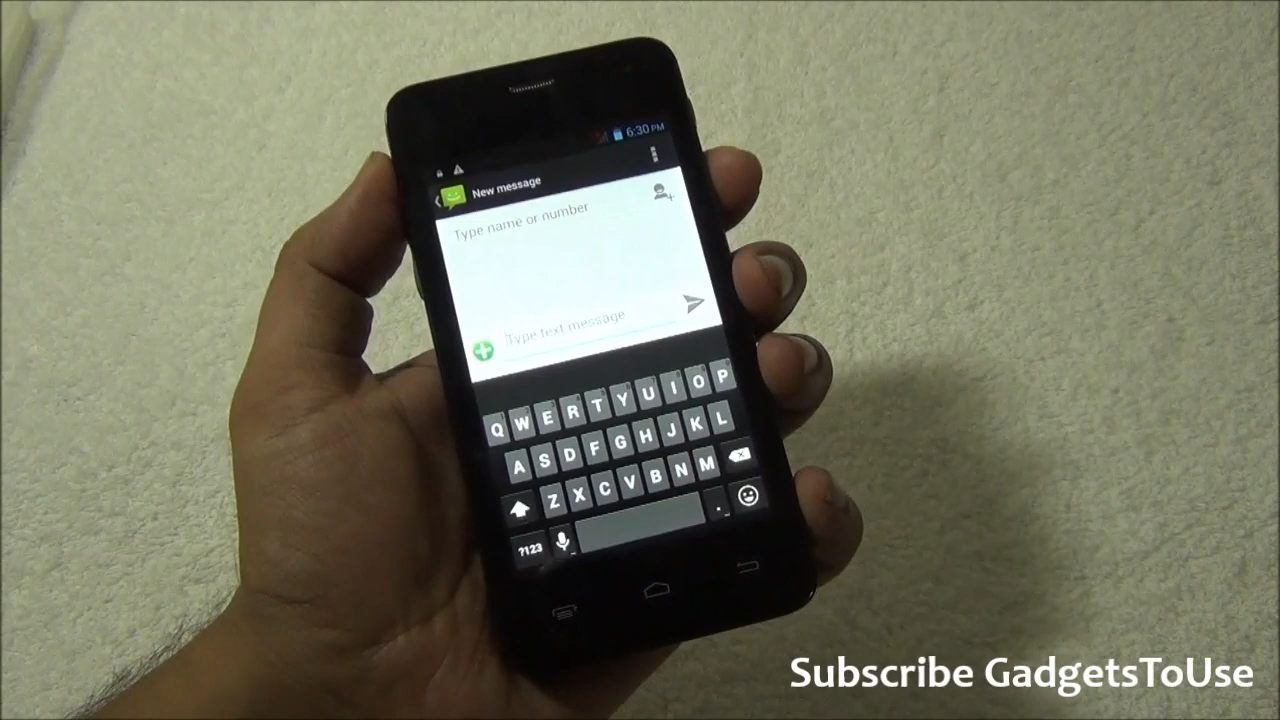 6:30 PM
New message
Type name or number
Type text message
Q W E R T Y U I O P
A S D F G H J K L
Z X C V B N M
?123 .
Subscribe GadgetsToUse